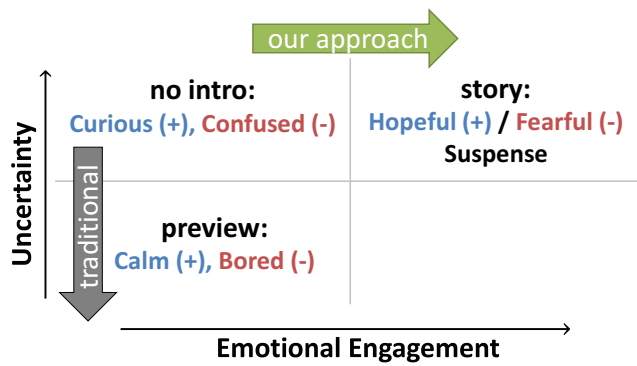 our approach
no intro:
Curious (+), Confused (-)
story:
Hopeful (+) / Fearful (-)
Suspense
Uncertainty
traditional
preview:
Calm (+), Bored (-)
Emotional Engagement